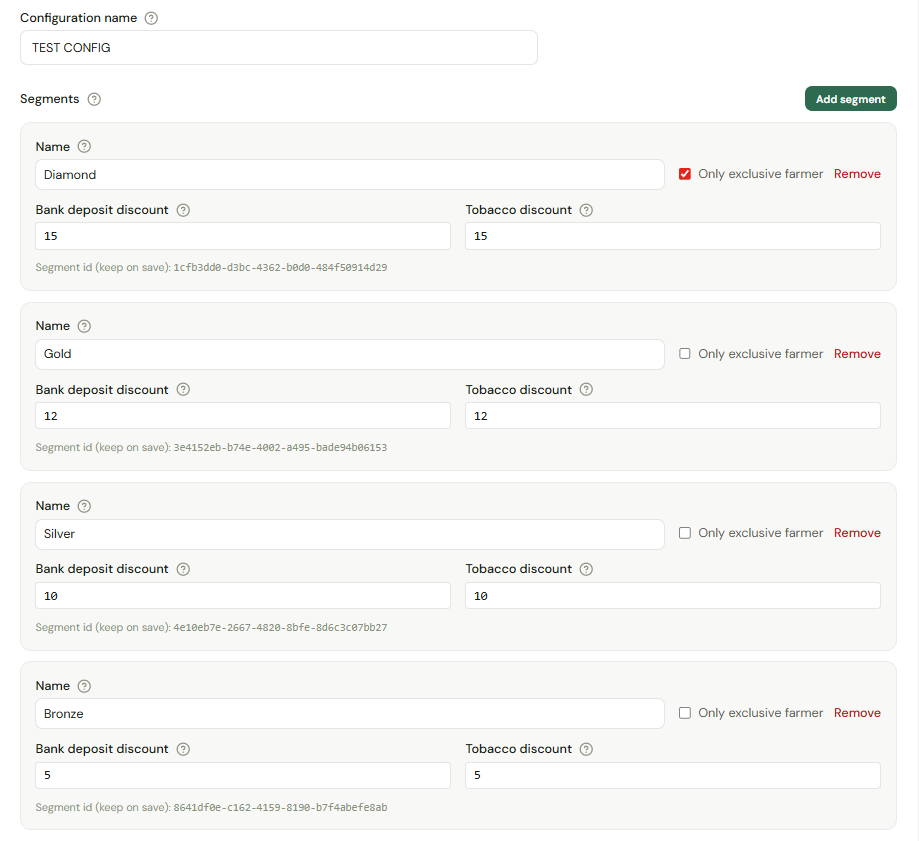 Configuration name ?
TEST CONFIG
Segments ?
Add segment
Name ?
Diamond
Only exclusive farmer Remove
Bank deposit discount ? Tobacco discount ?
15 15
Segment id (keep on save): 1cfb3dd0-d3bc-4362-b0d0-484f50914d29
Name ?
Gold
Only exclusive farmer Remove
Bank deposit discount ? Tobacco discount ?
12 12
Segment id (keep on save): 3e4152eb-b74e-4002-a495-bade94b06153
Name ?
Silver
Only exclusive farmer Remove
Bank deposit discount ? Tobacco discount ?
10 10
Segment id (keep on save): 4e10eb7e-2667-4820-8bfe-8d6c3c07bb27
Name ?
Bronze
Only exclusive farmer Remove
Bank deposit discount ? Tobacco discount ?
5 5
Segment id (keep on save): 8641df0e-c162-4159-8190-b7f4abefe8ab